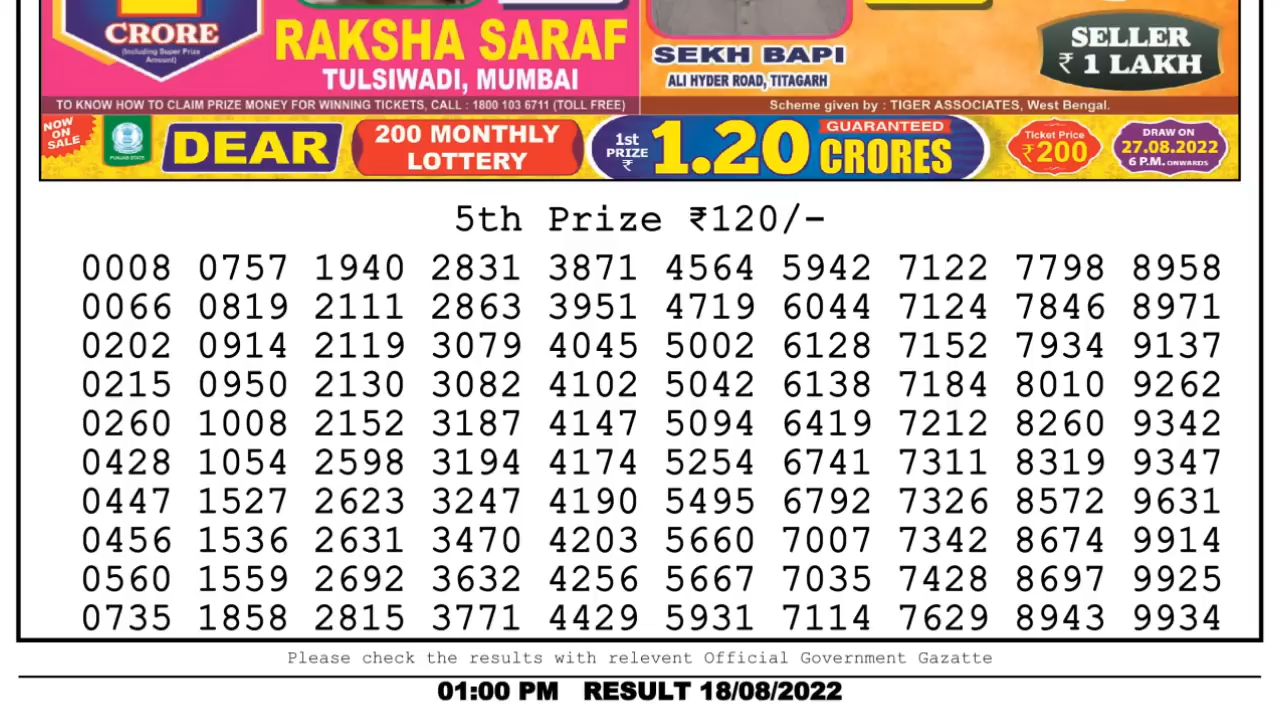 CRORE
(Including Super Prize
Amount)
RAKSHA SARAF
TULSIWADI, MUMBAI
SEKH BAPI
ALI HYDER ROAD, TITAGARH
SELLER
₹ 1 LAKH
TO KNOW HOW TO CLAIM PRIZE MONEY FOR WINNING TICKETS, CALL : 1800 103 6711 (TOLL FREE)
Scheme given by : TIGER ASSOCIATES, West Bengal.
NOW
ON
SALE
PUNJAB STATE
DEAR
200 MONTHLY
LOTTERY
1st
PRIZE
₹
1.20
GUARANTEED
CRORES
Ticket Price
₹200
DRAW ON
27.08.2022
6 P.M. ONWARDS
5th Prize ₹120/-
0008 0757 1940 2831 3871 4564 5942 7122 7798 8958
0066 0819 2111 2863 3951 4719 6044 7124 7846 8971
0202 0914 2119 3079 4045 5002 6128 7152 7934 9137
0215 0950 2130 3082 4102 5042 6138 7184 8010 9262
0260 1008 2152 3187 4147 5094 6419 7212 8260 9342
0428 1054 2598 3194 4174 5254 6741 7311 8319 9347
0447 1527 2623 3247 4190 5495 6792 7326 8572 9631
0456 1536 2631 3470 4203 5660 7007 7342 8674 9914
0560 1559 2692 3632 4256 5667 7035 7428 8697 9925
0735 1858 2815 3771 4429 5931 7114 7629 8943 9934
Please check the results with relevent Official Government Gazatte
01:00 PM RESULT 18/08/2022